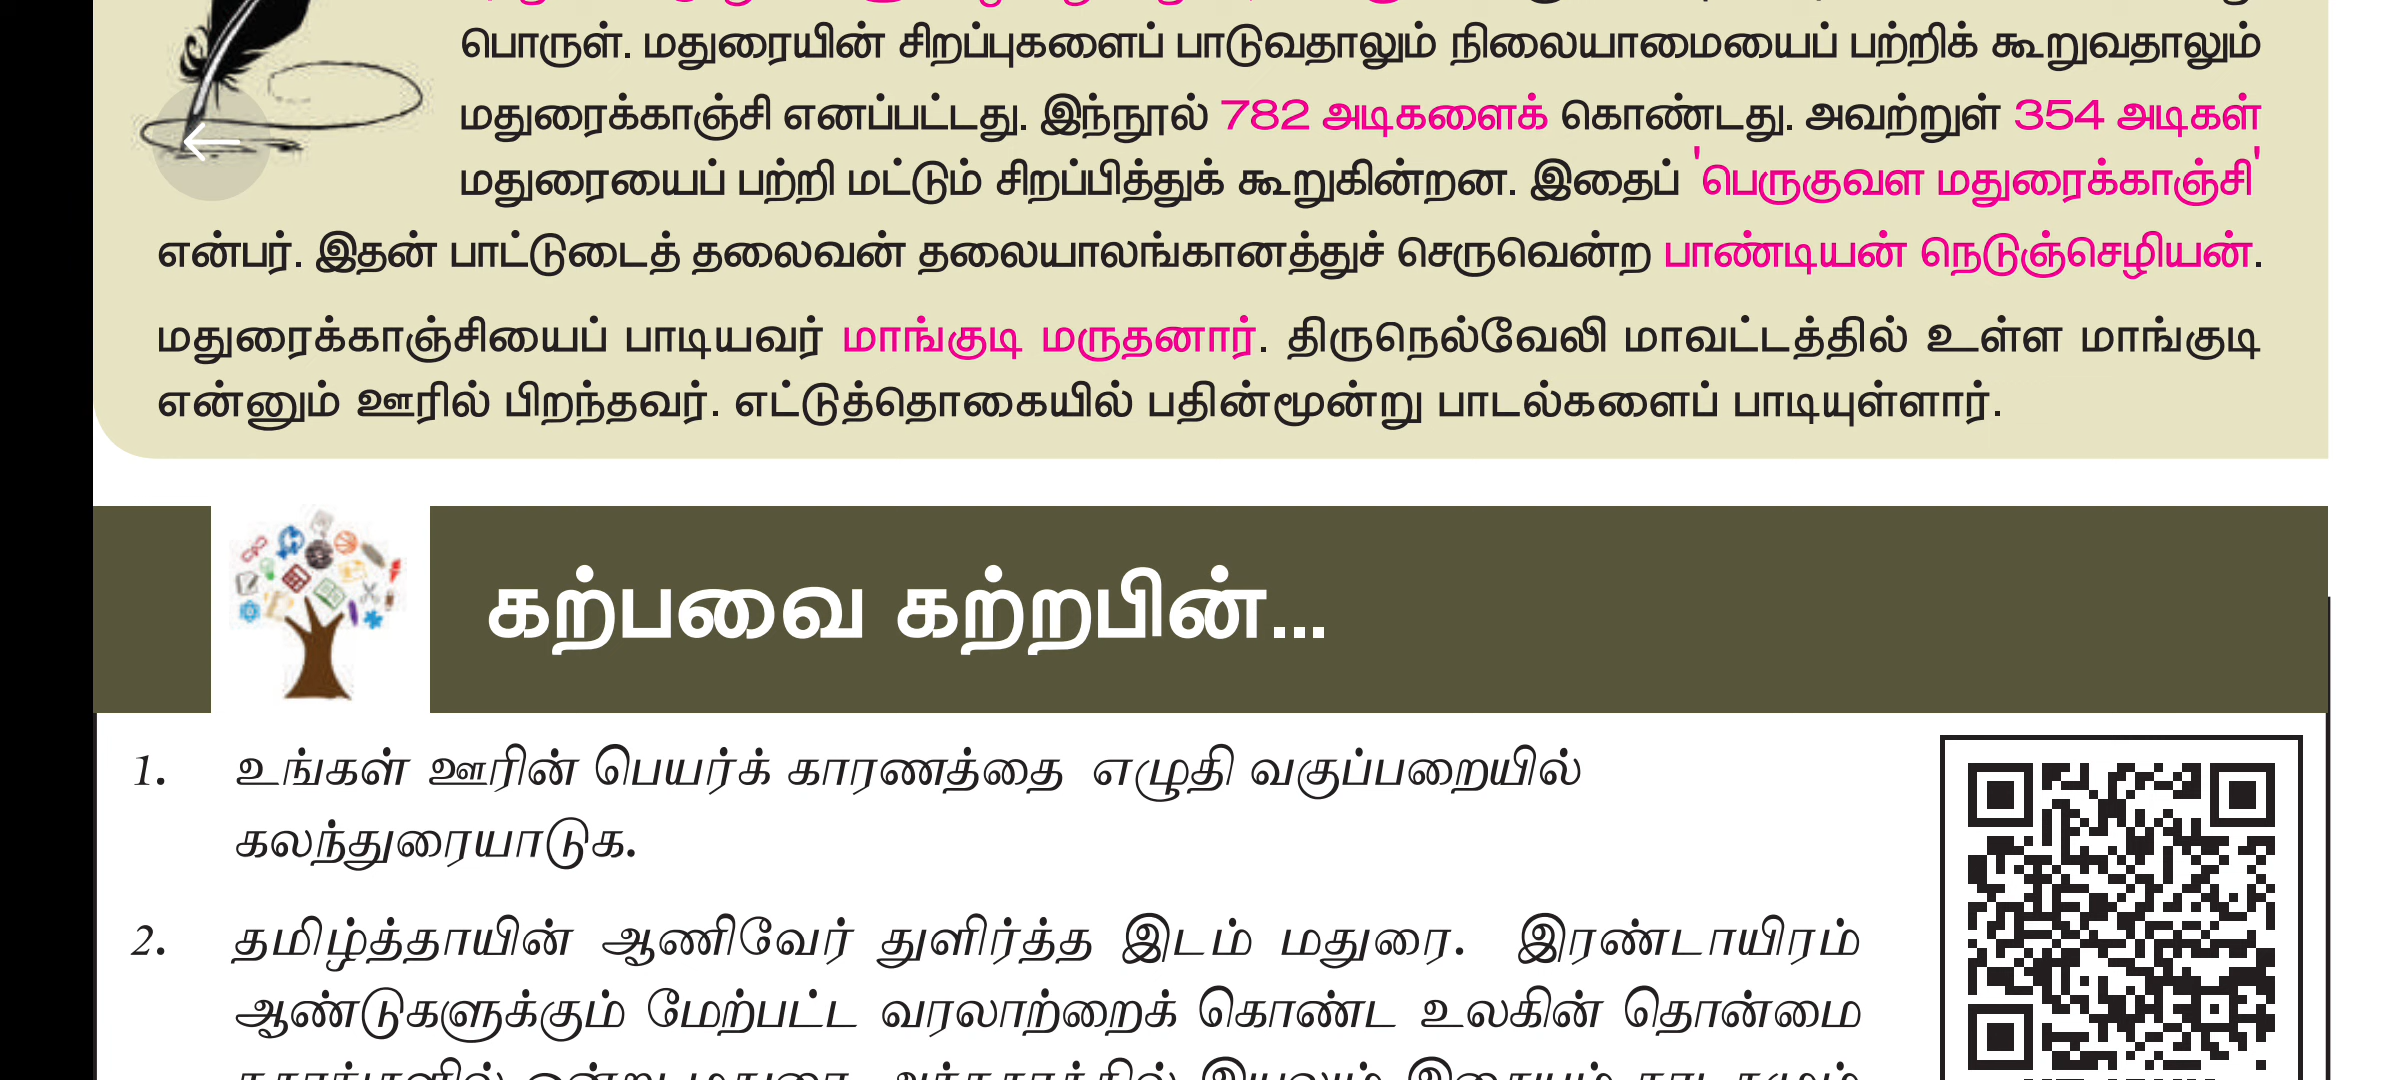 பொருள். மதுரையின் சிறப்புகளைப் பாடுவதாலும் நிலையாமையைப் பற்றிக் கூறுவதாலும்
மதுரைக்காஞ்சி எனப்பட்டது. இந்நூல் 782 அடிகளைக் கொண்டது. அவற்றுள் 354 அடிகள்
மதுரையைப் பற்றி மட்டும் சிறப்பித்துக் கூறுகின்றன. இதைப் 'பெருகுவள மதுரைக்காஞ்சி'
என்பர். இதன் பாட்டுடைத் தலைவன் தலையாலங்கானத்துச் செருவென்ற பாண்டியன் நெடுஞ்செழியன்.
மதுரைக்காஞ்சியைப் பாடியவர் மாங்குடி மருதனார். திருநெல்வேலி மாவட்டத்தில் உள்ள மாங்குடி
என்னும் ஊரில் பிறந்தவர். எட்டுத்தொகையில் பதின்மூன்று பாடல்களைப் பாடியுள்ளார்.
கற்பவை கற்றபின்...
1. உங்கள் ஊரின் பெயர்க் காரணத்தை எழுதி வகுப்பறையில்
கலந்துரையாடுக.
2. தமிழ்த்தாயின் ஆணிவேர் துளிர்த்த இடம் மதுரை. இரண்டாயிரம்
ஆண்டுகளுக்கும் மேற்பட்ட வரலாற்றைக் கொண்ட உலகின் தொன்மை